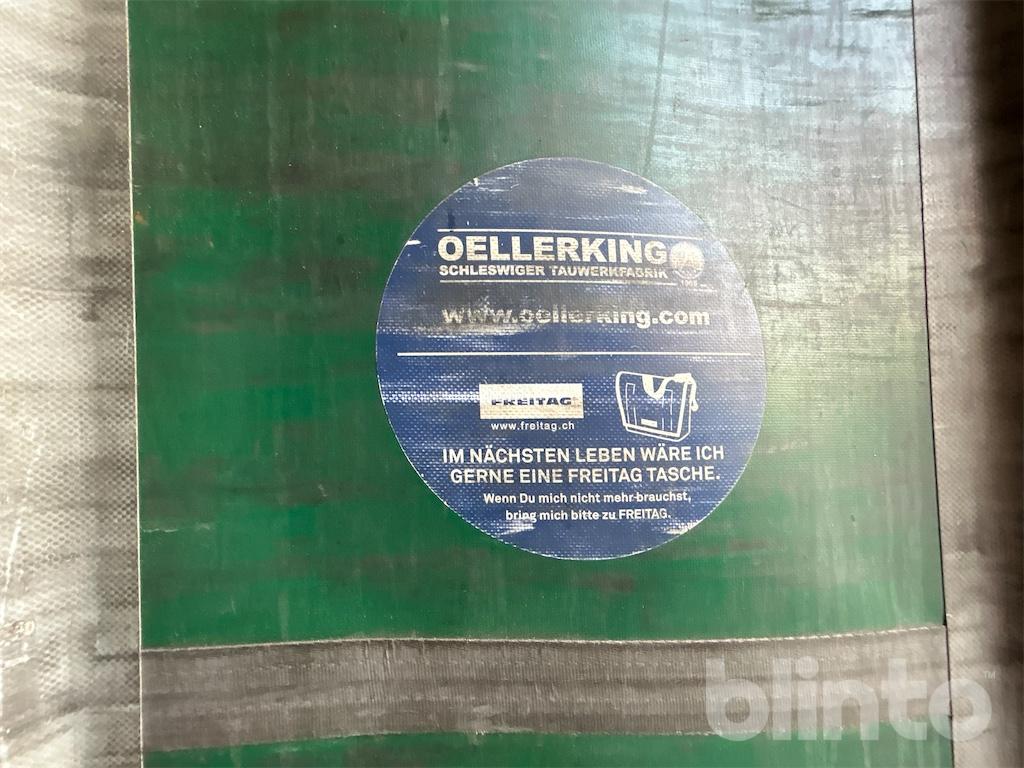 OELLERKING
SCHLESWIGER TAUWERKFABRIK
www.oellerking.com
FREITAG
www.freitag.ch
IM NÄCHSTEN LEBEN WÄRE ICH
GERNE EINE FREITAG TASCHE.
Wenn Du mich nicht mehr brauchst,
bring mich bitte zu FREITAG.
blinto™